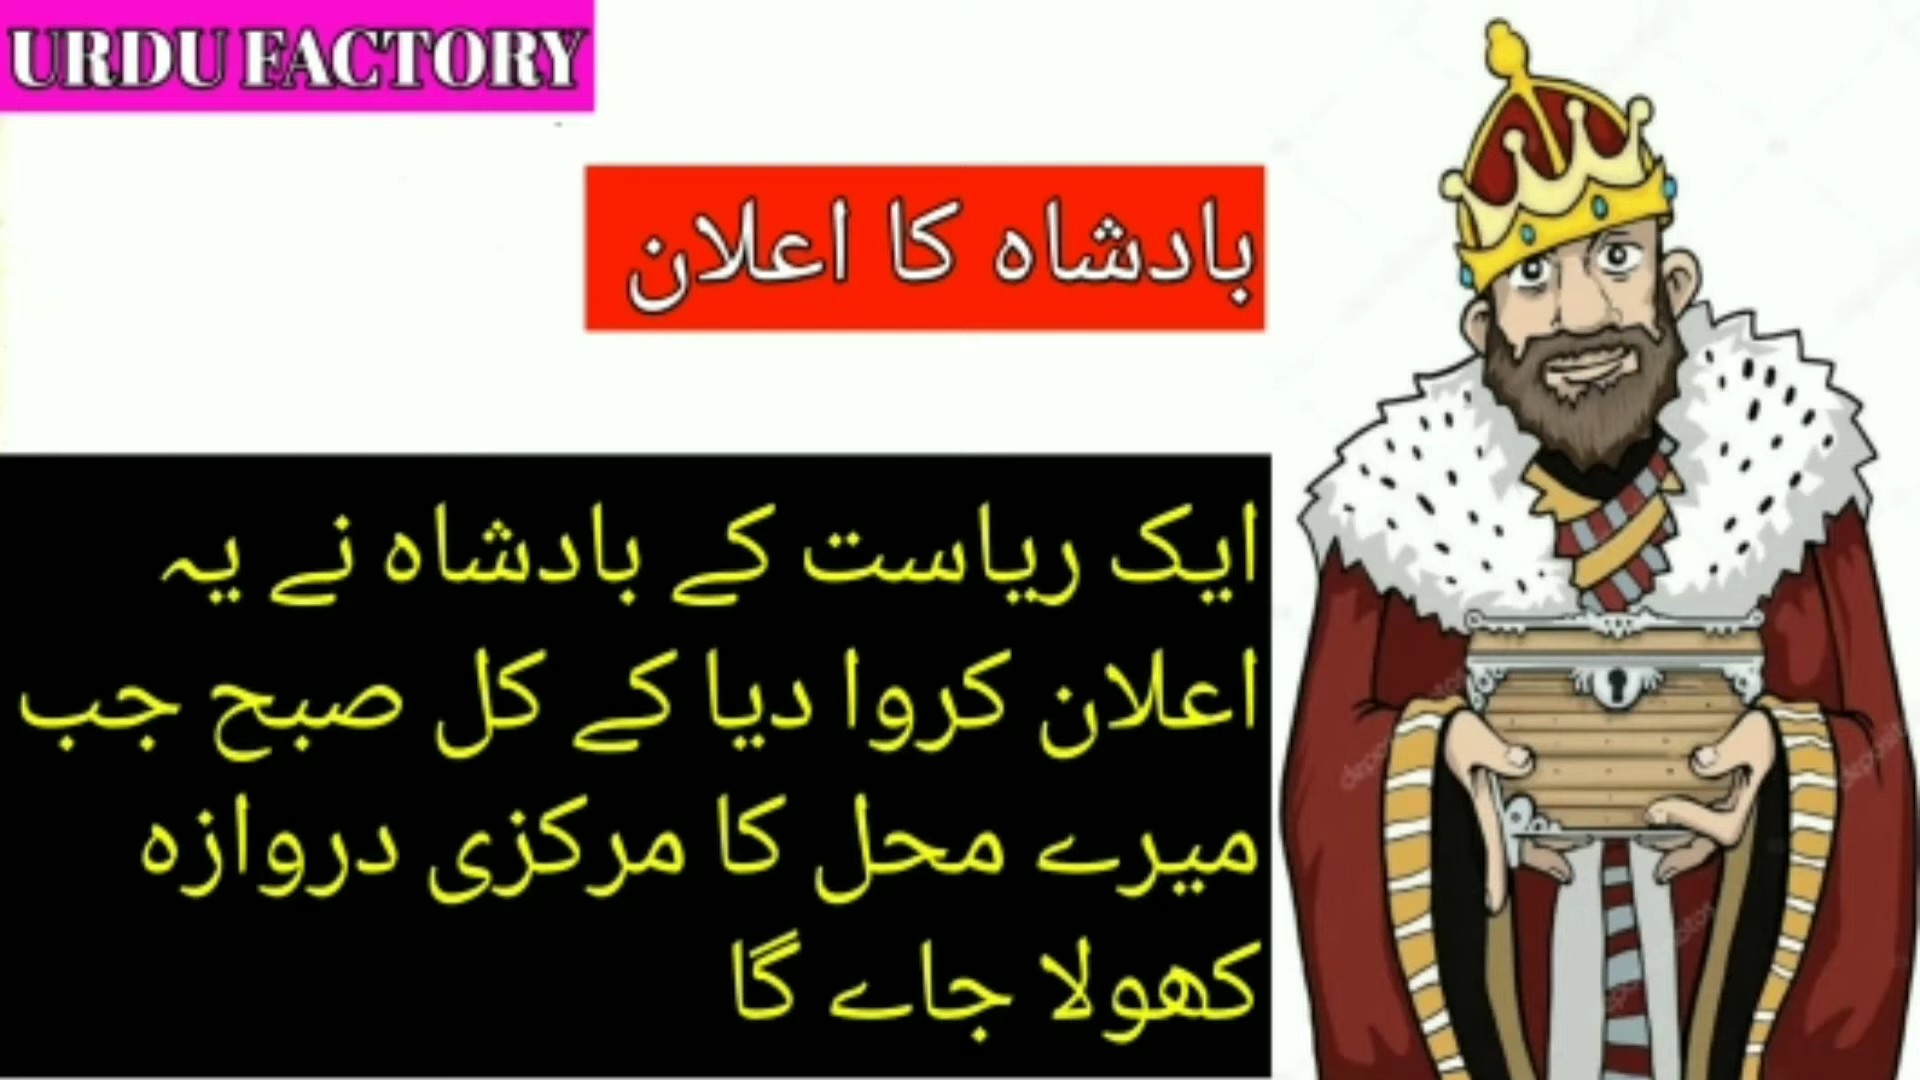 URDU FACTORY
بادشاہ کا اعلان
ایک ریاست کے بادشاہ نے یہ
اعلان کروا دیا کے کل صبح جب
میرے محل کا مرکزی دروازہ
کھولا جاے گا